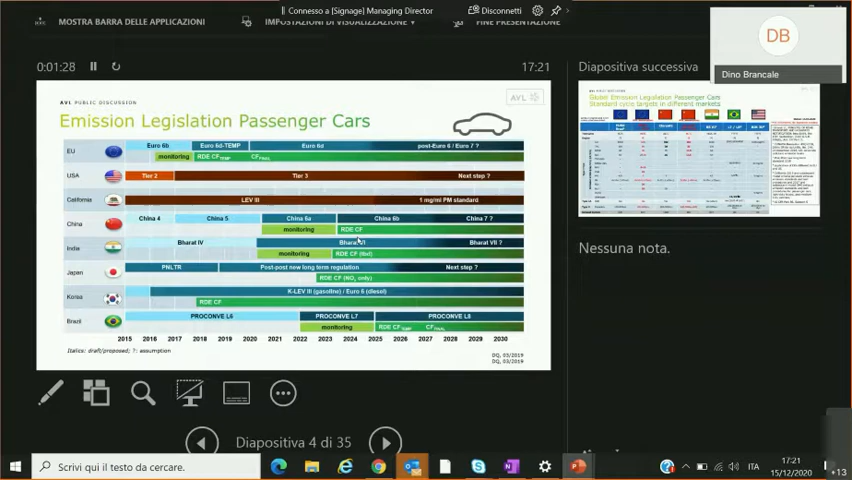 Connesso a [Signage] Managing Director
Disconnetti
MOSTRA BARRA DELLE APPLICAZIONI
IMPOSTAZIONI DI VISUALIZZAZIONE
FINE PRESENTAZIONE
DB
Dino Brancale
0:01:28
17:21
Diapositiva successiva
AVL PUBLIC DISCUSSION
AVL
Emission Legislation Passenger Cars
EU
Euro 6b
Euro 6d-TEMP
Euro 6d
post-Euro 6 / Euro 7 ?
monitoring
RDE CF TEMP
CF FINAL
USA
Tier 2
Tier 3
Next step ?
California
LEV III
1 mg/mi PM standard
China
China 4
China 5
China 6a
China 6b
China 7 ?
monitoring
RDE CF
India
Bharat IV
Bharat VI
Bharat VII ?
monitoring
RDE CF (tbd)
Japan
PNLTR
Post-post new long term regulation
Next step ?
RDE CF (NOx only)
Korea
K-LEV III (gasoline) / Euro 6 (diesel)
RDE CF
Brazil
PROCONVE L6
PROCONVE L7
PROCONVE L8
monitoring
RDE CF TEMP
CF FINAL
2015 2016 2017 2018 2019 2020 2021 2022 2023 2024 2025 2026 2027 2028 2029 2030
Italics: draft/proposed; ?: assumption
DQ, 03/2019
DQ, 03/2019
Global Emission Legislation Passenger Cars
Standard cycle targets in different markets
Nessuna nota.
Diapositiva 4 di 35
Scrivi qui il testo da cercare.
ITA
17:21
15/12/2020
+13